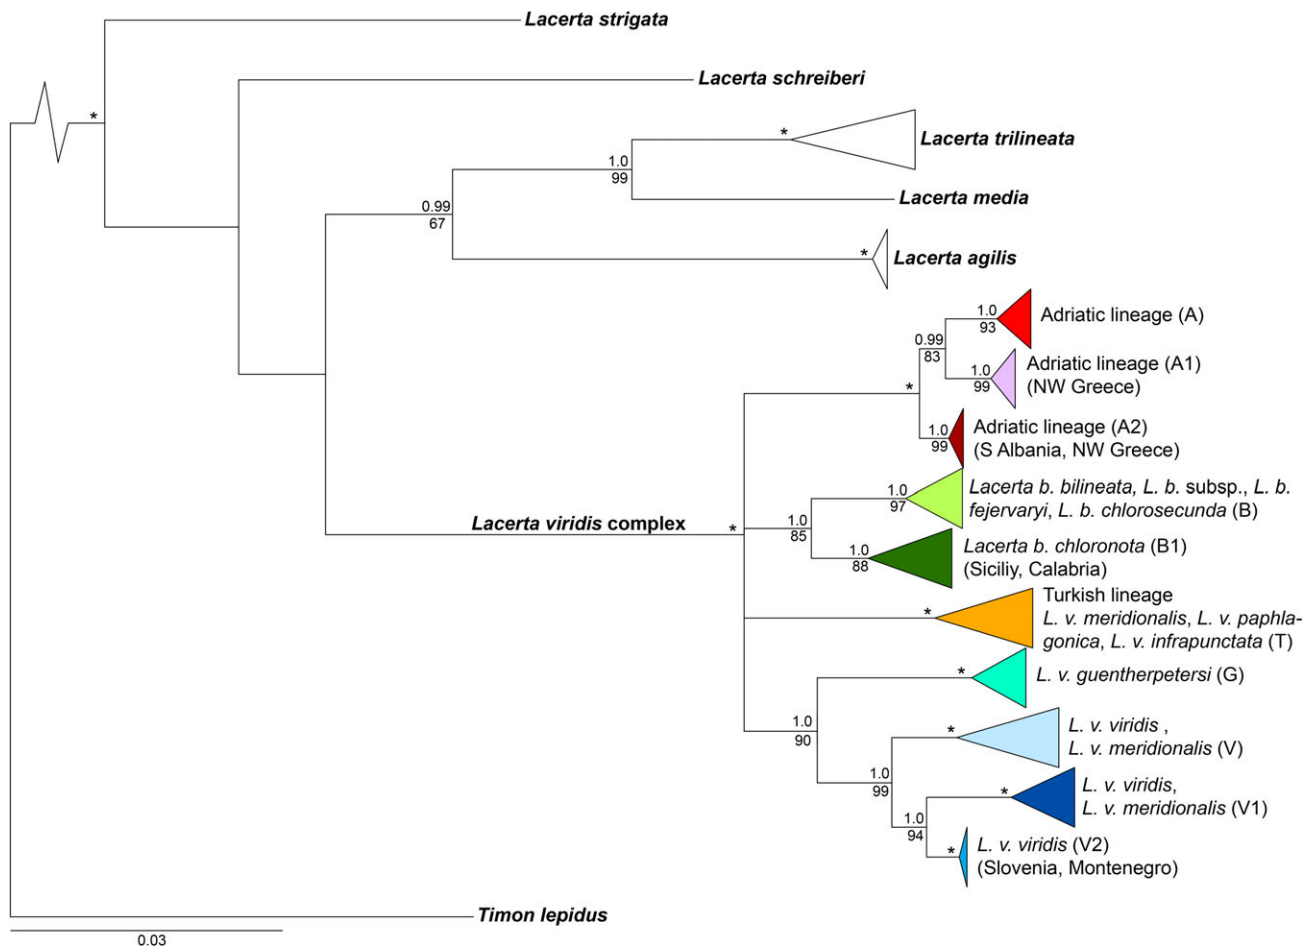 Lacerta strigata
Lacerta schreiberi
*
*
Lacerta trilineata
1.0
99
Lacerta media
0.99
67
*
Lacerta agilis
1.0
93
Adriatic lineage (A)
0.99
83
1.0
99
Adriatic lineage (A1)
(NW Greece)
*
1.0
99
Adriatic lineage (A2)
(S Albania, NW Greece)
1.0
97
Lacerta b. bilineata, L. b. subsp., L. b.
fejervaryi, L. b. chlorosecunda (B)
Lacerta viridis complex
*
1.0
85
1.0
88
Lacerta b. chloronota (B1)
(Siciliy, Calabria)
*
Turkish lineage
L. v. meridionalis, L. v. paphla-
gonica, L. v. infrapunctata (T)
*
L. v. guentherpetersi (G)
1.0
90
*
L. v. viridis ,
L. v. meridionalis (V)
1.0
99
*
L. v. viridis,
L. v. meridionalis (V1)
1.0
94
*
L. v. viridis (V2)
(Slovenia, Montenegro)
Timon lepidus
0.03